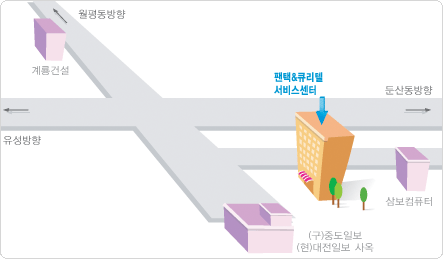 월평동방향
계룡건설
팬택&큐리텔
서비스센터
둔산동방향
유성방향
삼보컴퓨터
(구)중도일보
(현)대전일보 사옥